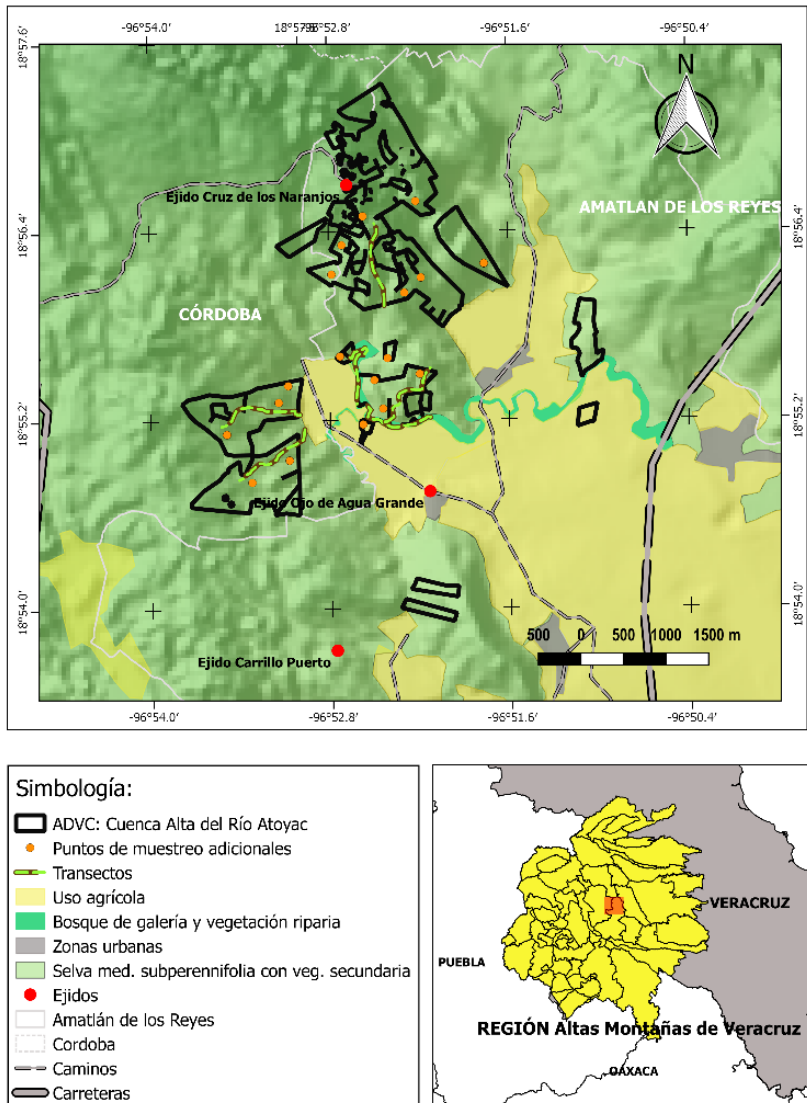 -96°54.0' 18°57.6' -96°52.8' -96°51.6' -96°50.4'
18°57.6'
N
Ejido Cruz de los Naranjos
AMATLAN DE LOS REYES
18°56.4' 18°56.4'
CÓRDOBA
18°55.2' 18°55.2'
Ejido Ojo de Agua Grande
18°54.0' 18°54.0'
500 0 500 1000 1500 m
Ejido Carrillo Puerto
-96°54.0' -96°52.8' -96°51.6' -96°50.4'
Simbología:
ADVC: Cuenca Alta del Río Atoyac
Puntos de muestreo adicionales
Transectos
Uso agrícola
Bosque de galería y vegetación riparia
Zonas urbanas
Selva med. subperennifolia con veg. secundaria
Ejidos
Amatlán de los Reyes
Cordoba
Caminos
Carreteras
VERACRUZ
PUEBLA
REGIÓN Altas Montañas de Veracruz
OAXACA